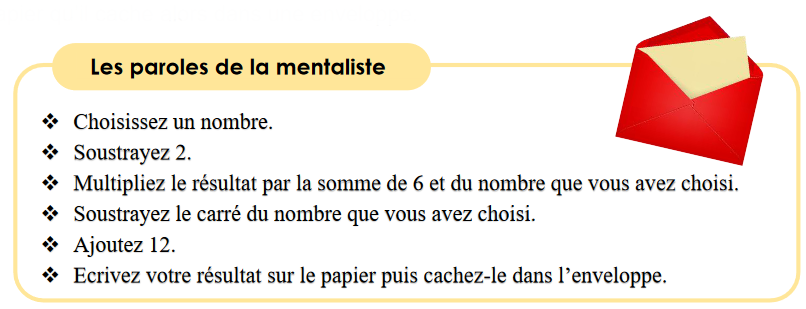 Les paroles de la mentaliste
❖ Choisissez un nombre.
❖ Soustrayez 2.
❖ Multipliez le résultat par la somme de 6 et du nombre que vous avez choisi.
❖ Soustrayez le carré du nombre que vous avez choisi.
❖ Ajoutez 12.
❖ Ecrivez votre résultat sur le papier puis cachez-le dans l’enveloppe.